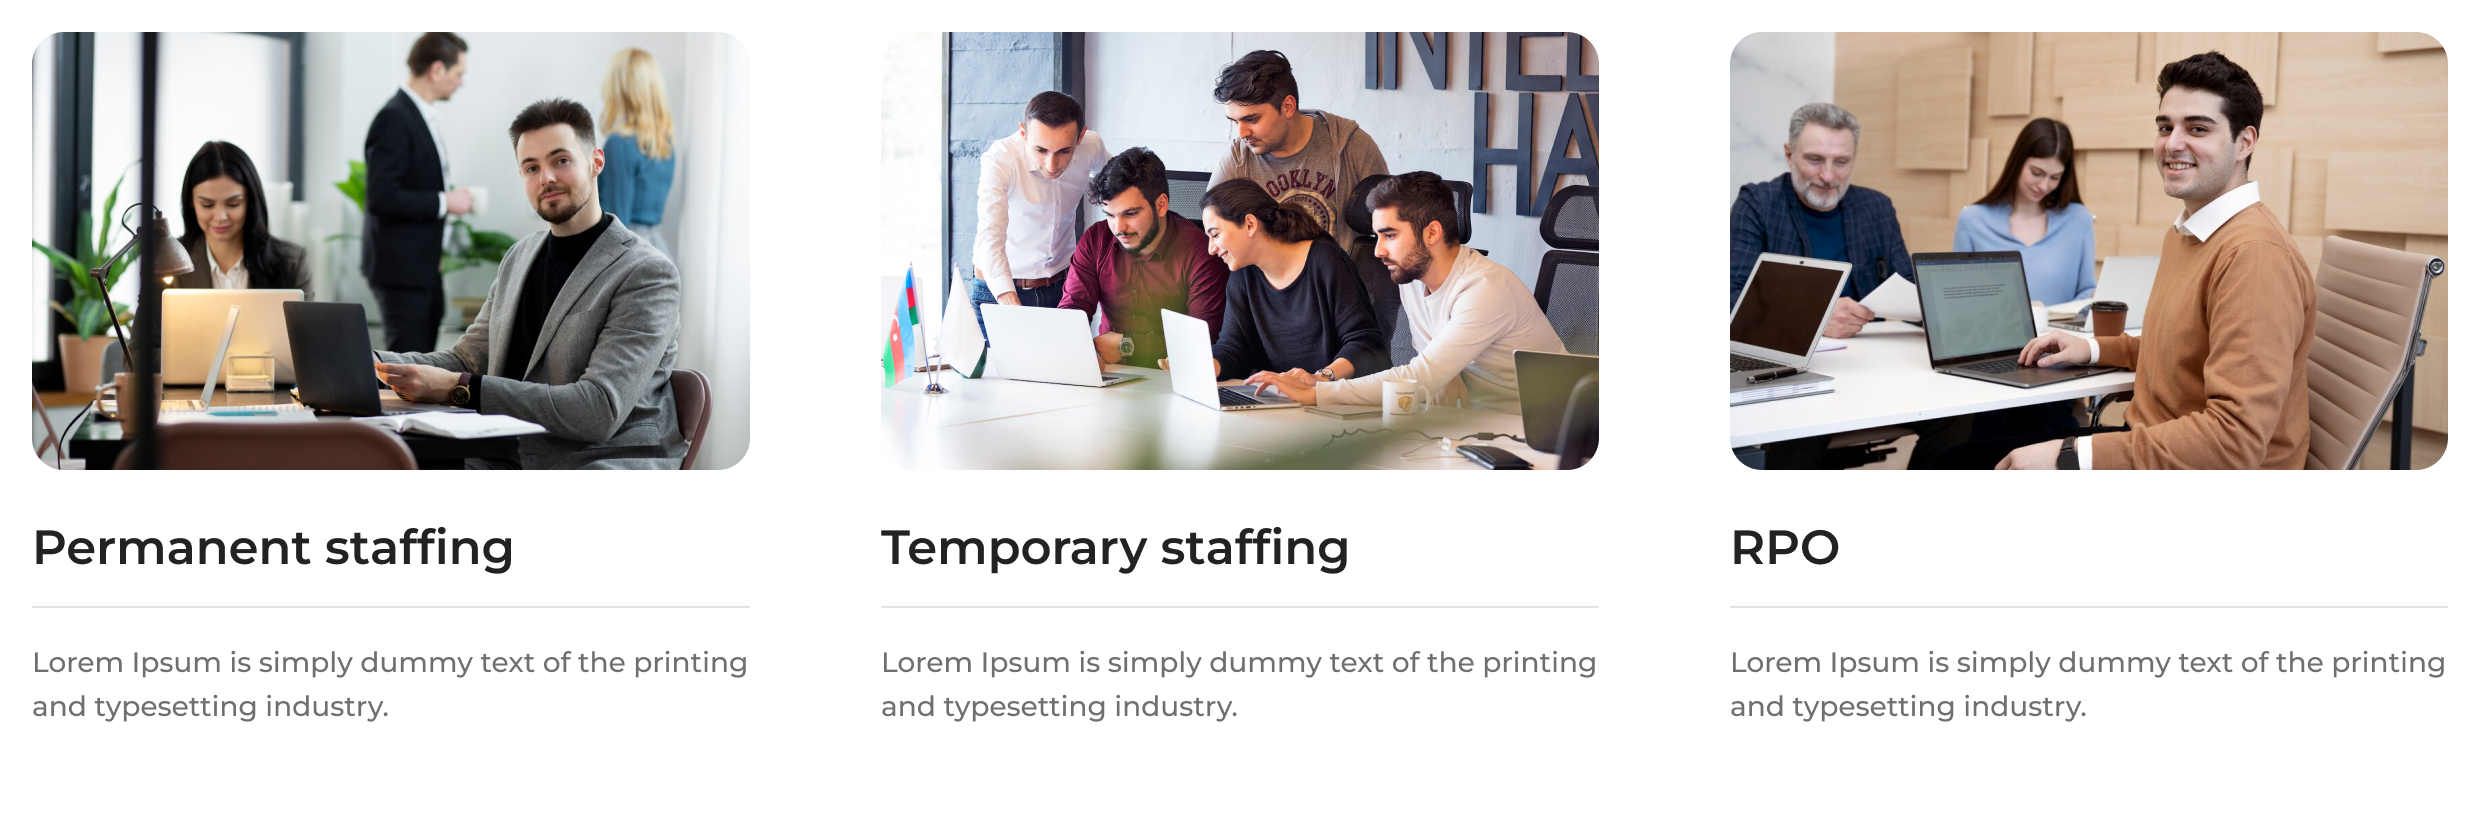 INTEL
HA
OOKLYN
Permanent staffing
Temporary staffing
RPO
Lorem Ipsum is simply dummy text of the printing
and typesetting industry.
Lorem Ipsum is simply dummy text of the printing
and typesetting industry.
Lorem Ipsum is simply dummy text of the printing
and typesetting industry.